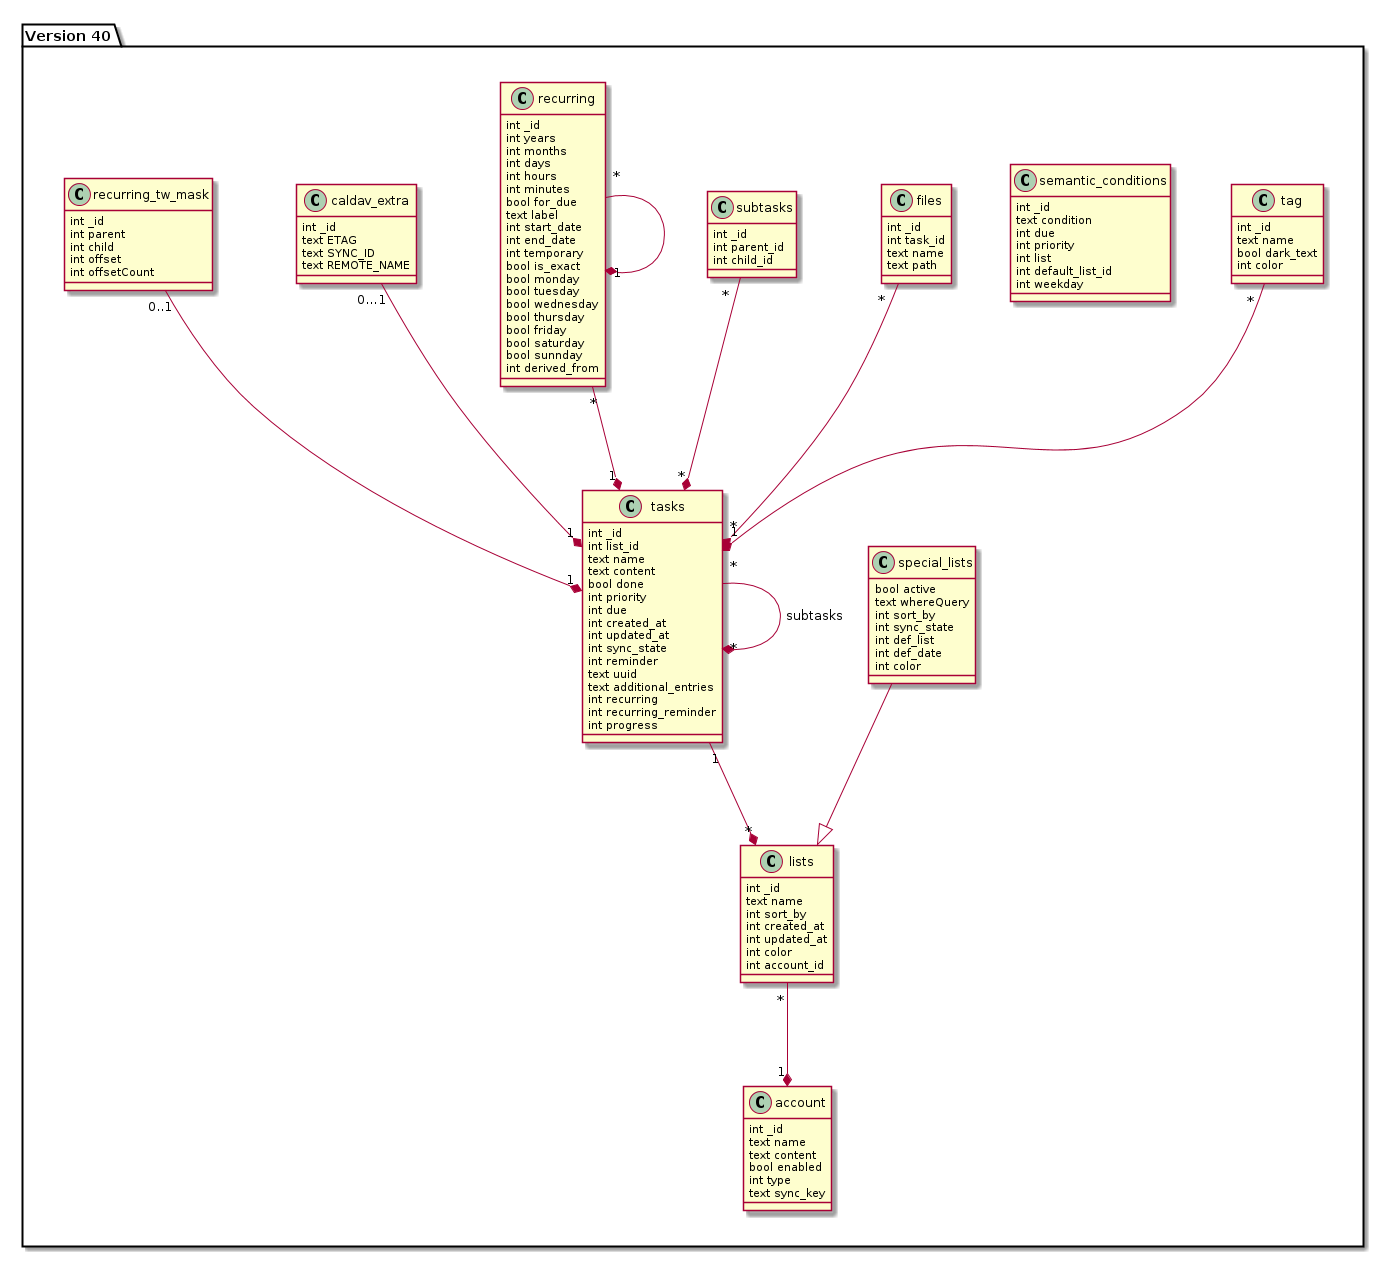 Version 40
recurring
int _id
int years
int months
int days
int hours
int minutes
bool for_due
text label
int start_date
int end_date
int temporary
bool is_exact
bool monday
bool tuesday
bool wednesday
bool thursday
bool friday
bool saturday
bool sunnday
int derived_from
*
1
recurring_tw_mask
int _id
int parent
int child
int offset
int offsetCount
0..1
caldav_extra
int _id
text ETAG
text SYNC_ID
text REMOTE_NAME
0...1
subtasks
int _id
int parent_id
int child_id
*
files
int _id
int task_id
text name
text path
*
semantic_conditions
int _id
text condition
int due
int priority
int list
int default_list_id
int weekday
tag
int _id
text name
bool dark_text
int color
*
*
1
*
1
1
*
1
tasks
int _id
int list_id
text name
text content
bool done
int priority
int due
int created_at
int updated_at
int sync_state
int reminder
text uuid
text additional_entries
int recurring
int recurring_reminder
int progress
*
subtasks
*
special_lists
bool active
text whereQuery
int sort_by
int sync_state
int def_list
int def_date
int color
1
*
lists
int _id
text name
int sort_by
int created_at
int updated_at
int color
int account_id
*
1
account
int _id
text name
text content
bool enabled
int type
text sync_key